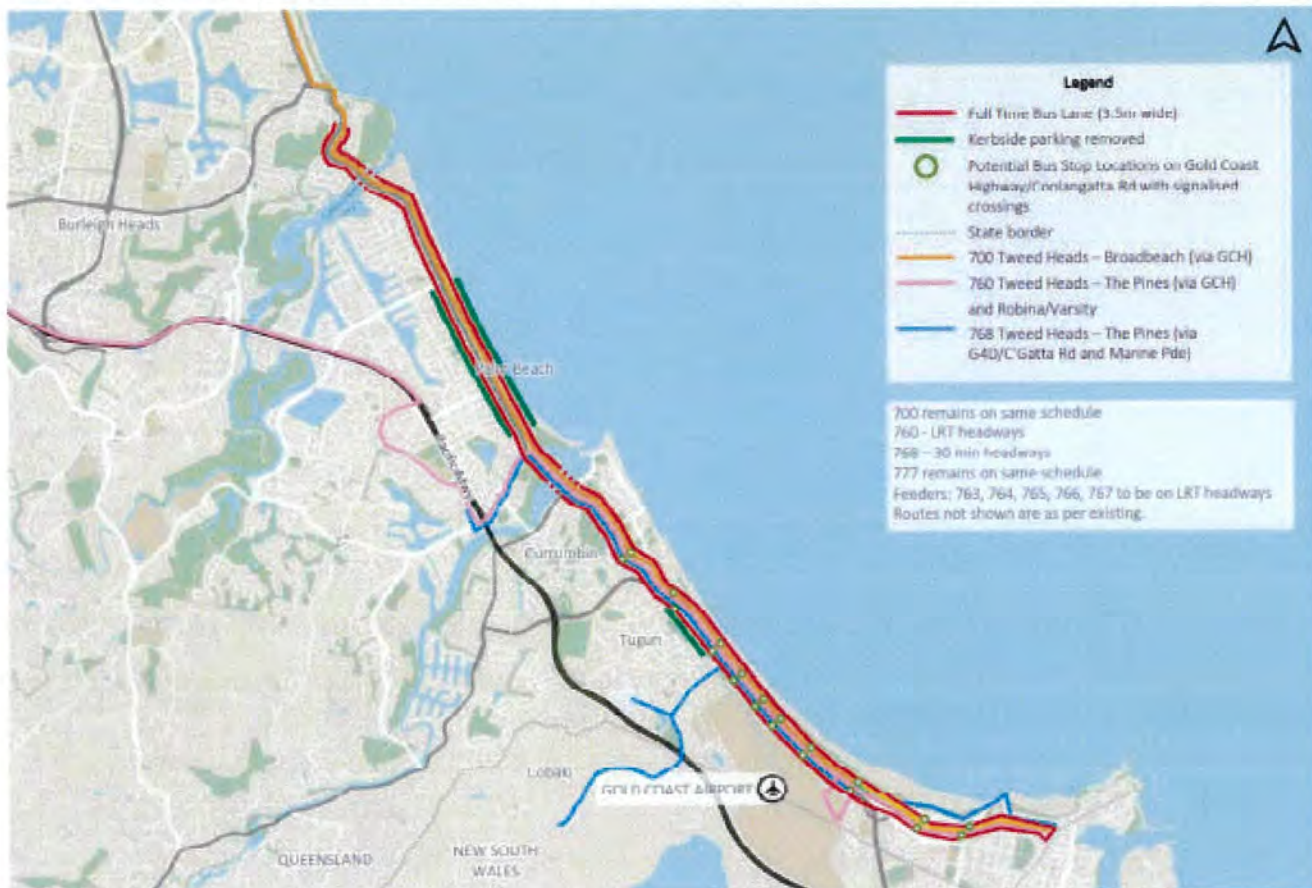 Legend
Full Time Bus Lane (3.5m wide)
Kerbside parking removed
Potential Bus Stop Locations on Gold Coast
Highway/Coolangatta Rd with signalised
crossings
State border
700 Tweed Heads – Broadbeach (via GCH)
760 Tweed Heads – The Pines (via GCH)
and Robina/Varsity
768 Tweed Heads – The Pines (via
G40/C'Gatta Rd and Marine Pde)
700 remains on same schedule
760 - LRT headways
768 – 30 min headways
777 remains on same schedule
Feeders: 763, 764, 765, 766, 767 to be on LRT headways
Routes not shown are as per existing.
Burleigh Heads
Palm Beach
Currumbin
Tugun
GOLD COAST AIRPORT
QUEENSLAND
NEW SOUTH
WALES